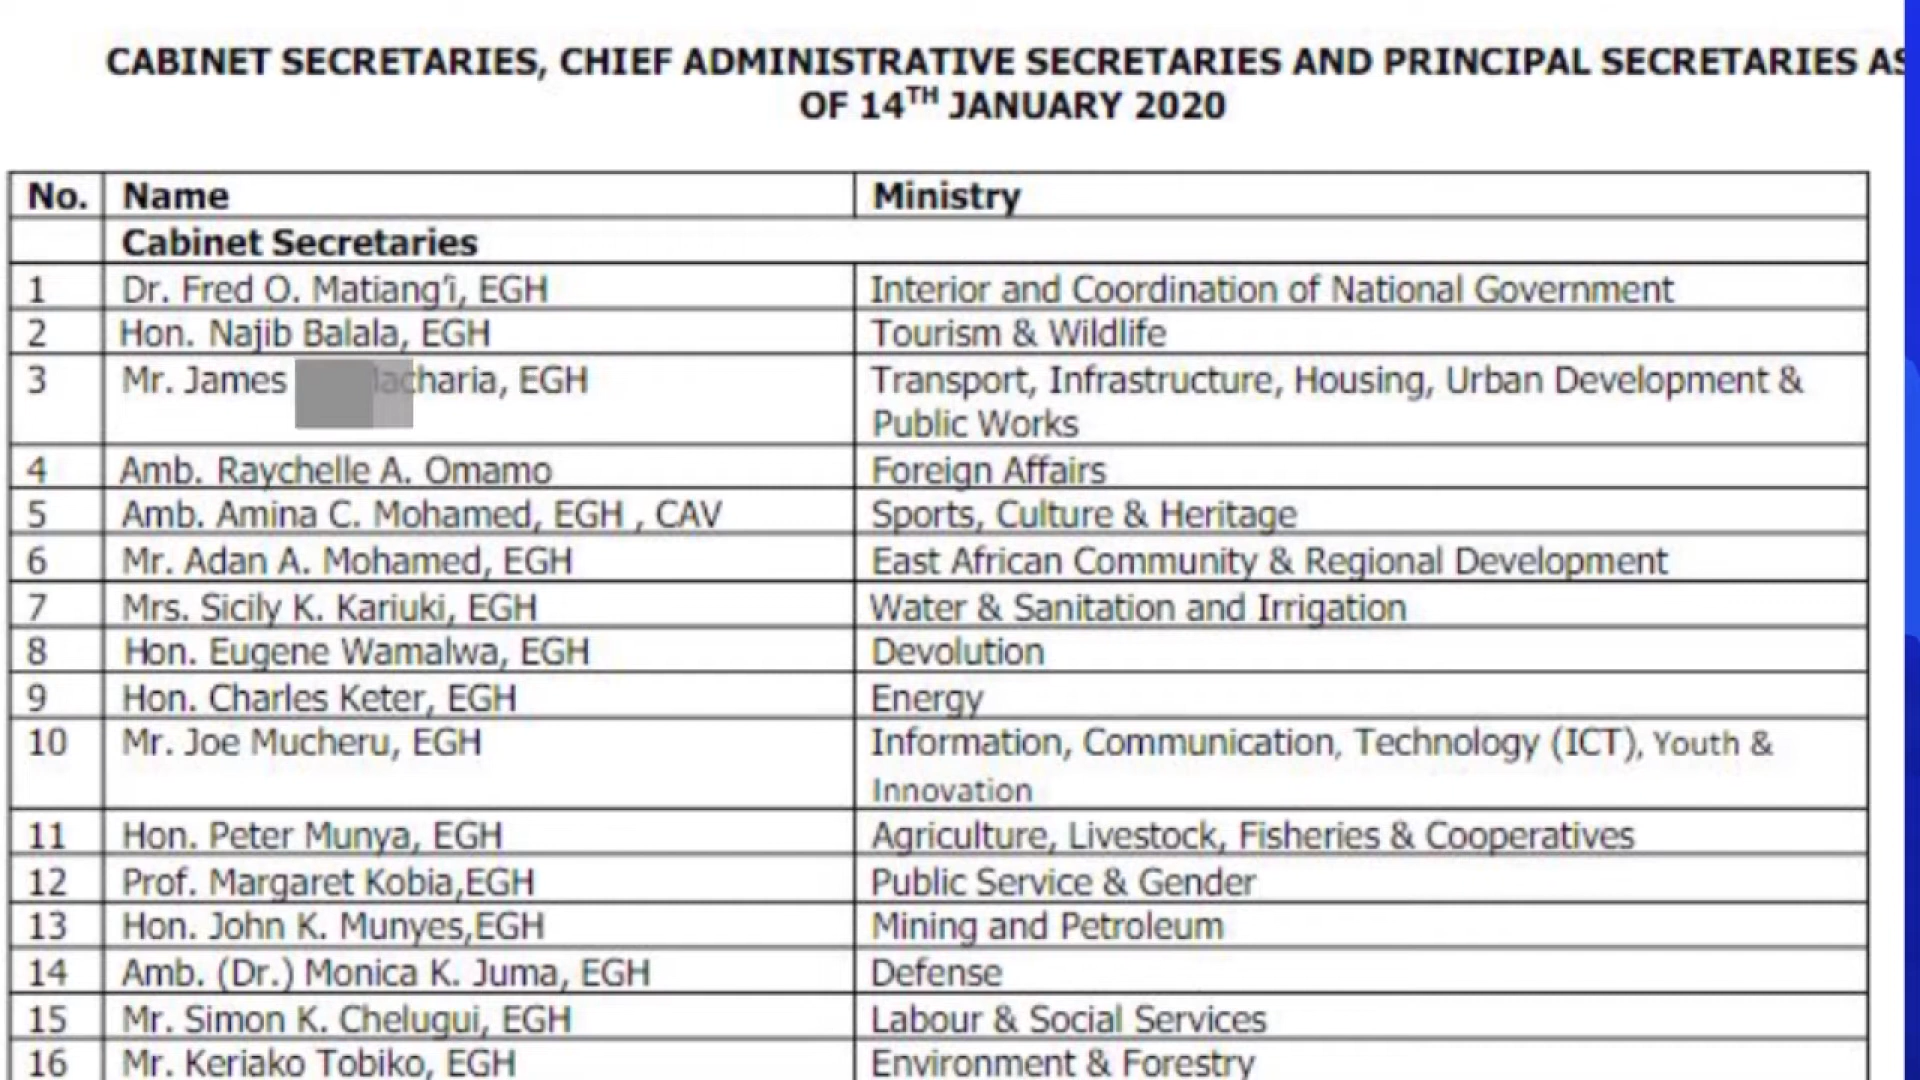 CABINET SECRETARIES, CHIEF ADMINISTRATIVE SECRETARIES AND PRINCIPAL SECRETARIES AS
OF 14TH JANUARY 2020
No. Name Ministry
Cabinet Secretaries
1 Dr. Fred O. Matiang'i, EGH Interior and Coordination of National Government
2 Hon. Najib Balala, EGH Tourism & Wildlife
3 Mr. James acharia, EGH Transport, Infrastructure, Housing, Urban Development &
Public Works
4 Amb. Raychelle A. Omamo Foreign Affairs
5 Amb. Amina C. Mohamed, EGH , CAV Sports, Culture & Heritage
6 Mr. Adan A. Mohamed, EGH East African Community & Regional Development
7 Mrs. Sicily K. Kariuki, EGH Water & Sanitation and Irrigation
8 Hon. Eugene Wamalwa, EGH Devolution
9 Hon. Charles Keter, EGH Energy
10 Mr. Joe Mucheru, EGH Information, Communication, Technology (ICT), Youth &
Innovation
11 Hon. Peter Munya, EGH Agriculture, Livestock, Fisheries & Cooperatives
12 Prof. Margaret Kobia,EGH Public Service & Gender
13 Hon. John K. Munyes,EGH Mining and Petroleum
14 Amb. (Dr.) Monica K. Juma, EGH Defense
15 Mr. Simon K. Chelugui, EGH Labour & Social Services
16 Mr. Keriako Tobiko, EGH Environment & Forestry